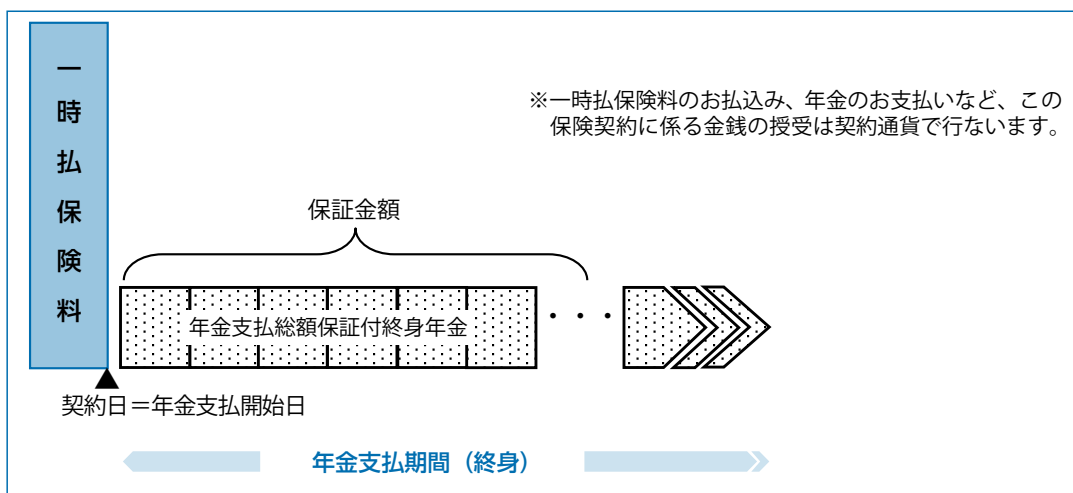 一時払保険料
※一時払保険料のお払込み、年金のお支払いなど、この
保険契約に係る金銭の授受は契約通貨で行ないます。
保証金額
年金支払総額保証付終身年金
・・・
契約日＝年金支払開始日
年金支払期間（終身）